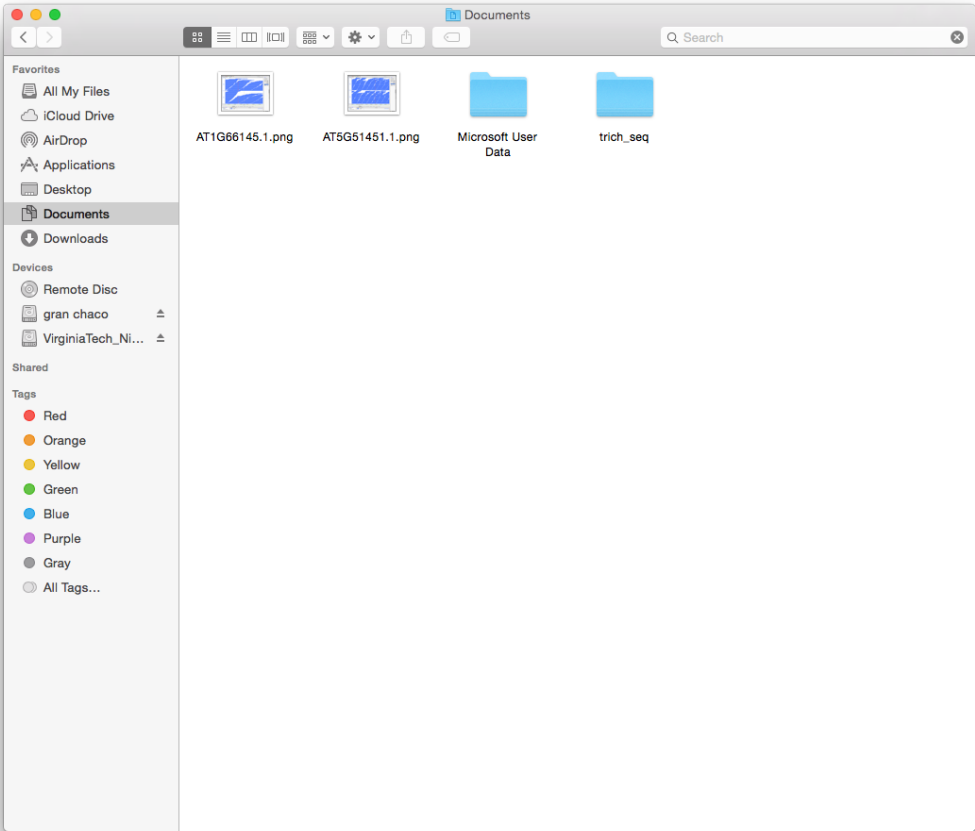 Documents
Search
Favorites
All My Files
iCloud Drive
AirDrop
Applications
Desktop
Documents
Downloads
Devices
Remote Disc
gran chaco
VirginiaTech_Ni...
Shared
Tags
Red
Orange
Yellow
Green
Blue
Purple
Gray
All Tags...
AT1G66145.1.png
AT5G51451.1.png
Microsoft User
Data
trich_seq